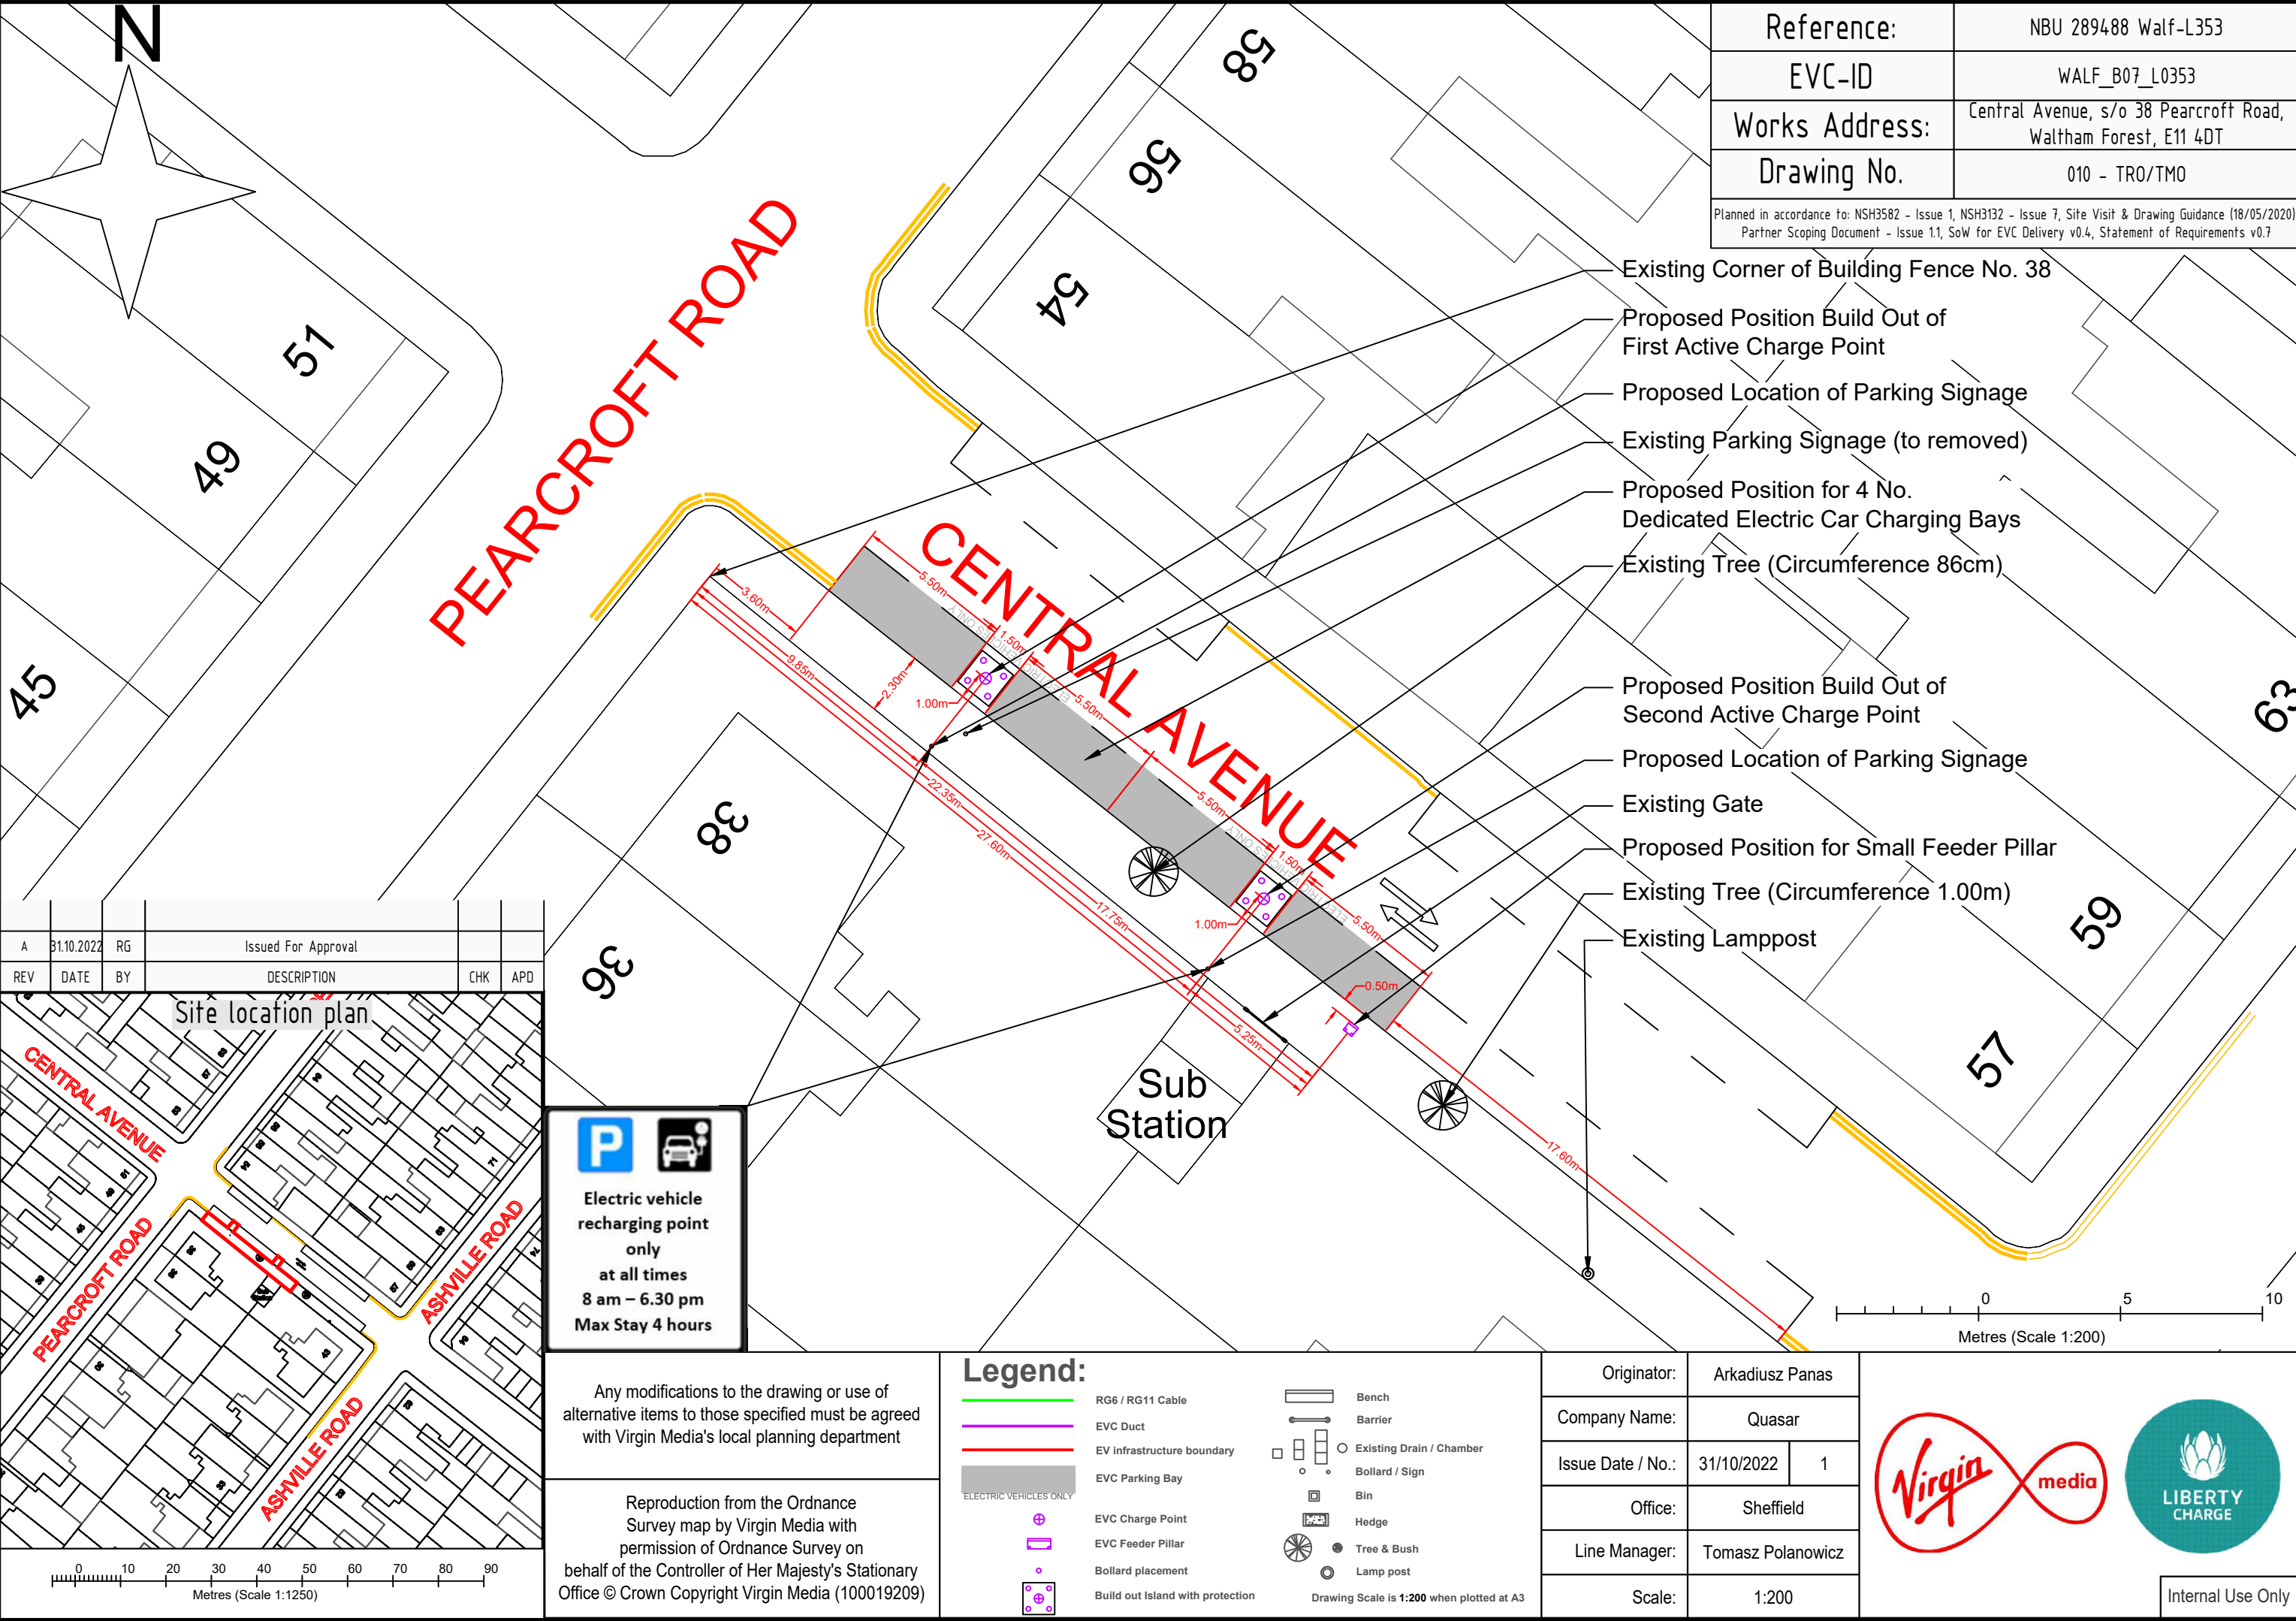 N
Reference:
NBU 289488 Walf-L353
EVC-ID
WALF_B07_L0353
Works Address:
Central Avenue, s/o 38 Pearcroft Road,
Waltham Forest, E11 4DT
Drawing No.
010 - TRO/TMO
Planned in accordance to: NSH3582 - Issue 1, NSH3132 - Issue 7, Site Visit & Drawing Guidance (18/05/2020)
Partner Scoping Document - Issue 1.1, SoW for EVC Delivery v0.4, Statement of Requirements v0.7
58
56
54
51
49
45
38
36
63
59
57
PEARCROFT ROAD
CENTRAL AVENUE
Existing Corner of Building Fence No. 38
Proposed Position Build Out of
First Active Charge Point
Proposed Location of Parking Signage
Existing Parking Signage (to removed)
Proposed Position for 4 No.
Dedicated Electric Car Charging Bays
Existing Tree (Circumference 86cm)
Proposed Position Build Out of
Second Active Charge Point
Proposed Location of Parking Signage
Existing Gate
Proposed Position for Small Feeder Pillar
Existing Tree (Circumference 1.00m)
Existing Lamppost
5.50m
3.60m
1.50m
9.85m
2.30m
1.00m
5.50m
22.35m
27.60m
5.50m
1.50m
17.75m
1.00m
5.50m
0.50m
5.25m
17.60m
ELECTRIC VEHICLES ONLY
ELECTRIC VEHICLES ONLY
Sub
Station
A 31.10.2022 RG Issued For Approval
REV DATE BY DESCRIPTION CHK APD
Site location plan
CENTRAL AVENUE
PEARCROFT ROAD
ASHVILLE ROAD
ASHVILLE ROAD
0 10 20 30 40 50 60 70 80 90
Metres (Scale 1:1250)
P
Electric vehicle
recharging point
only
at all times
8 am – 6.30 pm
Max Stay 4 hours
0 5 10
Metres (Scale 1:200)
Any modifications to the drawing or use of
alternative items to those specified must be agreed
with Virgin Media's local planning department
Reproduction from the Ordnance
Survey map by Virgin Media with
permission of Ordnance Survey on
behalf of the Controller of Her Majesty's Stationary
Office © Crown Copyright Virgin Media (100019209)
Legend:
RG6 / RG11 Cable
EVC Duct
EV infrastructure boundary
EVC Parking Bay
ELECTRIC VEHICLES ONLY
EVC Charge Point
EVC Feeder Pillar
Bollard placement
Build out Island with protection
Bench
Barrier
Existing Drain / Chamber
Bollard / Sign
Bin
Hedge
Tree & Bush
Lamp post
Drawing Scale is 1:200 when plotted at A3
Originator: Arkadiusz Panas
Company Name: Quasar
Issue Date / No.: 31/10/2022 1
Office: Sheffield
Line Manager: Tomasz Polanowicz
Scale: 1:200
Virgin media
LIBERTY
CHARGE
Internal Use Only